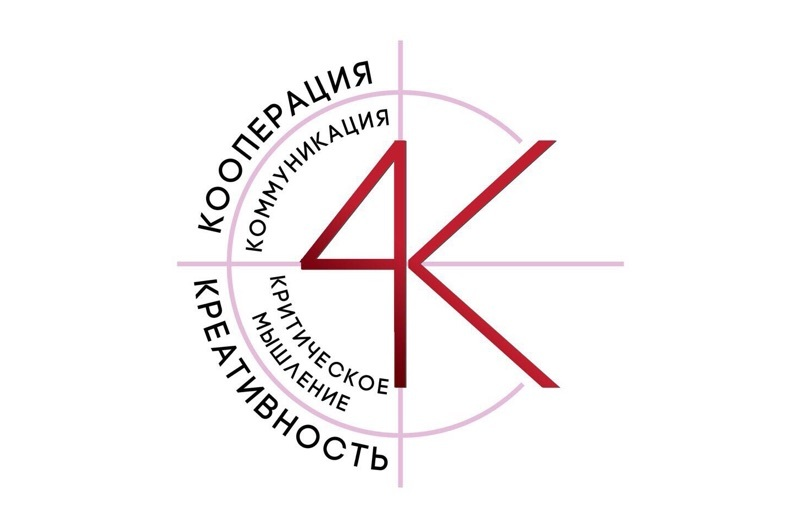 КООПЕРАЦИЯ
КОММУНИКАЦИЯ
4К
КРИТИЧЕСКОЕ
МЫШЛЕНИЕ
КРЕАТИВНОСТЬ